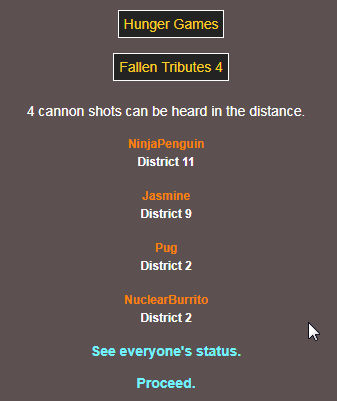 Hunger Games
Fallen Tributes 4
4 cannon shots can be heard in the distance.
NinjaPenguin
District 11
Jasmine
District 9
Pug
District 2
NuclearBurrito
District 2
See everyone's status.
Proceed.